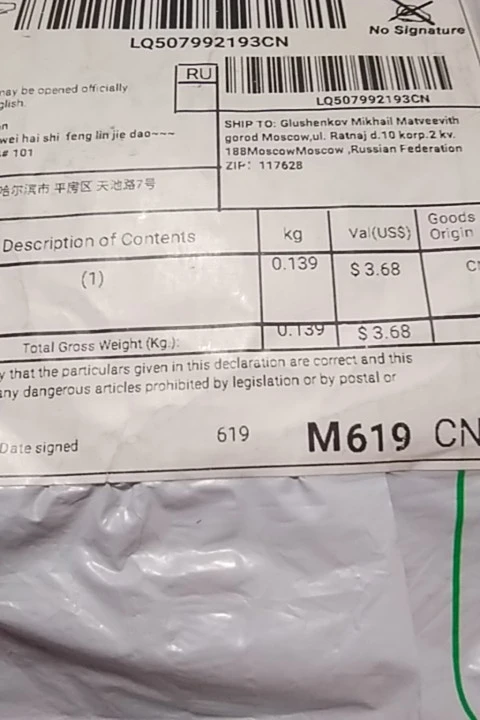 No Signature
LQ507992193CN
RU
LQ507992193CN
may be opened officially
glish.
wei hai shi feng lin jie dao~~~
# 101
哈尔滨市 平房区 天池路7号
SHIP TO: Glushenkov Mikhail Matveevith
gorod Moscow,ul. Ratnaj d.10 korp.2 kv.
188MoscowMoscow ,Russian Federation
ZIP: 117628
Description of Contents kg Val(US$) Goods Origin
(1) 0.139 $ 3.68
Total Gross Weight (Kg.): 0.139 $ 3.68
y that the particulars given in this declaration are correct and this
any dangerous articles prohibited by legislation or by postal or
Date signed 619 M619 CN